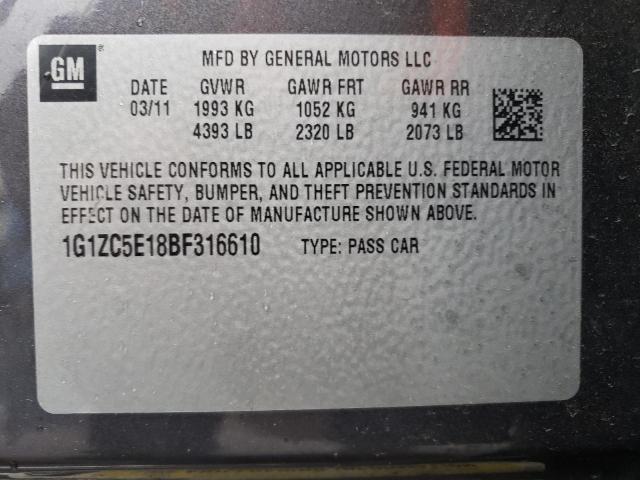 GM
MFD BY GENERAL MOTORS LLC
DATE GVWR GAWR FRT GAWR RR
03/11 1993 KG 1052 KG 941 KG
4393 LB 2320 LB 2073 LB
THIS VEHICLE CONFORMS TO ALL APPLICABLE U.S. FEDERAL MOTOR
VEHICLE SAFETY, BUMPER, AND THEFT PREVENTION STANDARDS IN
EFFECT ON THE DATE OF MANUFACTURE SHOWN ABOVE.
1G1ZC5E18BF316610 TYPE: PASS CAR